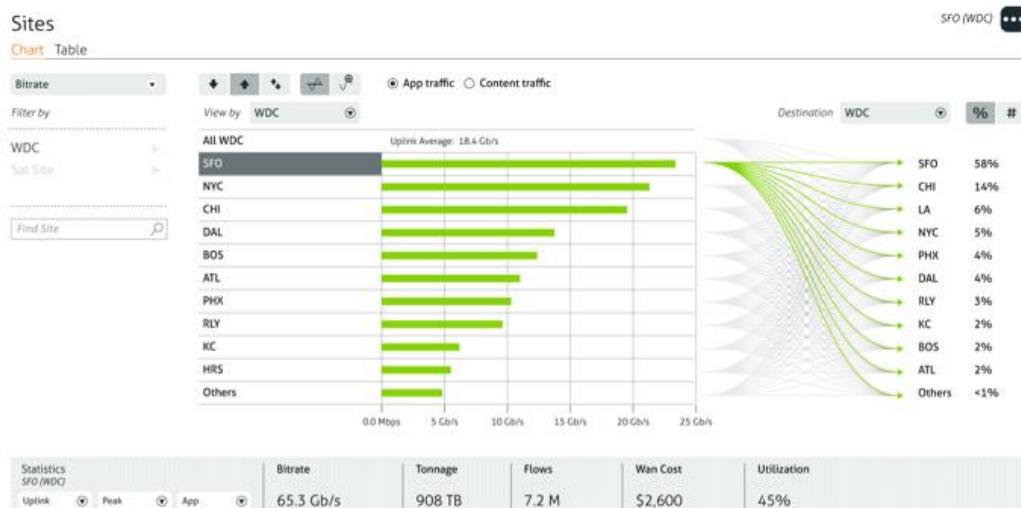 Sites
SFO (WDC)
Chart Table
Bitrate
App traffic Content traffic
Filter by
View by WDC
Destination WDC % #
WDC
Sat Site
Find Site
All WDC Uplink Average: 18.4 Gb/s
SFO
NYC
CHI
DAL
BOS
ATL
PHX
RLY
KC
HRS
Others
0.0 Mbps 5 Gb/s 10 Gb/s 15 Gb/s 20 Gb/s 25 Gb/s
SFO 58%
CHI 14%
LA 6%
NYC 5%
PHX 4%
DAL 4%
RLY 3%
KC 2%
BOS 2%
ATL 2%
Others <1%
Statistics
SFO (WDC)
Uplink Peak App
Bitrate
65.3 Gb/s
Tonnage
908 TB
Flows
7.2 M
Wan Cost
$2,600
Utilization
45%